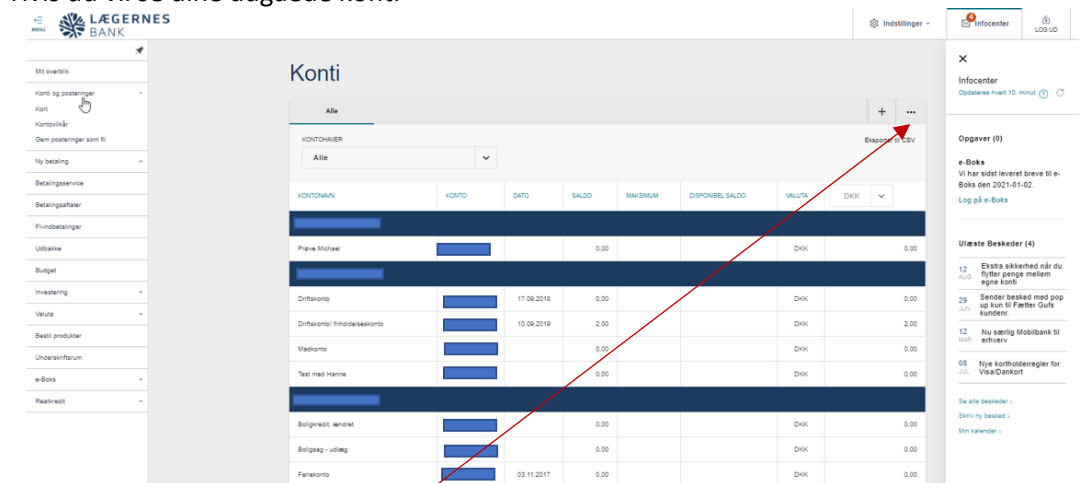 Hvis du vil se dine udgåede konti
MENU
LÆGERNES
BANK
Indstillinger
4
Infocenter
LOG UD
Mit overblik
Konti og posteringer
Kort
Kontovilkår
Gem posteringer som fil
Ny betaling
Betalingsservice
Betalingsaftaler
FI-indbetalinger
Udbakke
Budget
Investering
Valuta
Bestil produkter
Underskriftsrum
e-Boks
Realkredit
Konti
Alle
+ ...
KONTOHAVER
Alle
Eksporter til CSV
KONTONAVN KONTO DATO SALDO MAKSIMUM DISPONIBEL SALDO VALUTA DKK
Prøve Michael 0,00 DKK 0,00
Driftskonto 17.09.2018 0,00 DKK 0,00
Driftskonto/ friholdelseskonto 10.09.2019 2,00 DKK 2,00
Madkonto 0,00 DKK 0,00
Test med Hanne 0,00 DKK 0,00
Boligkredit, ændret 0,00 DKK 0,00
Boligsag - udlæg 0,00 DKK 0,00
Feriekonto 03.11.2017 0,00 DKK 0,00
Infocenter
Opdateres hvert 10. minut. ?
Opgaver (0)
e-Boks
Vi har sidst leveret breve til e-
Boks den 2021-01-02.
Log på e-Boks
Ulæste Beskeder (4)
12 AUG Ekstra sikkerhed når du
flytter penge mellem
egne konti
29 JUN Sender besked med pop
up kun til Fætter Gufs
kundenr.
12 MAR Nu særlig Mobilbank til
erhverv
08 JUL Nye kortholderregler for
Visa/Dankort
Se alle beskeder ›
Skriv ny besked ›
Min kalender ›